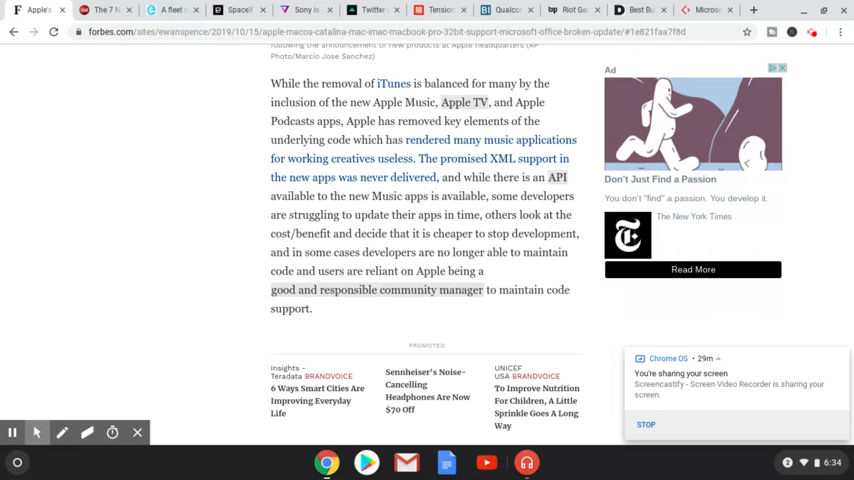 Apple's
The 7 N
A fleet c
SpaceX
Sony is
Twitter
Tension
Qualcor
Riot Gar
Best Bu
Microso
forbes.com/sites/ewanspence/2019/10/15/apple-macos-catalina-mac-imac-macbook-pro-32-bit-support-microsoft-office-broken-update/#1e821faa7f8d
following the announcement of new products at Apple headquarters (AP
Photo/Marcio Jose Sanchez)
While the removal of iTunes is balanced for many by the
inclusion of the new Apple Music, Apple TV, and Apple
Podcasts apps, Apple has removed key elements of the
underlying code which has rendered many music applications
for working creatives useless. The promised XML support in
the new apps was never delivered, and while there is an API
available to the new Music apps is available, some developers
are struggling to update their apps in time, others look at the
cost/benefit and decide that it is cheaper to stop development,
and in some cases developers are no longer able to maintain
code and users are reliant on Apple being a
good and responsible community manager to maintain code
support.
Ad
Don't Just Find a Passion
You don't "find" a passion. You develop it.
The New York Times
Read More
PROMOTED
Insights -
Teradata BRANDVOICE
6 Ways Smart Cities Are
Improving Everyday
Life
Sennheiser's Noise-
Cancelling
Headphones Are Now
$70 Off
UNICEF
USA BRANDVOICE
To Improve Nutrition
For Children, A Little
Sprinkle Goes A Long
Way
Chrome OS • 29m
You're sharing your screen
Screencastify - Screen Video Recorder is sharing your
screen.
STOP
2
6:34